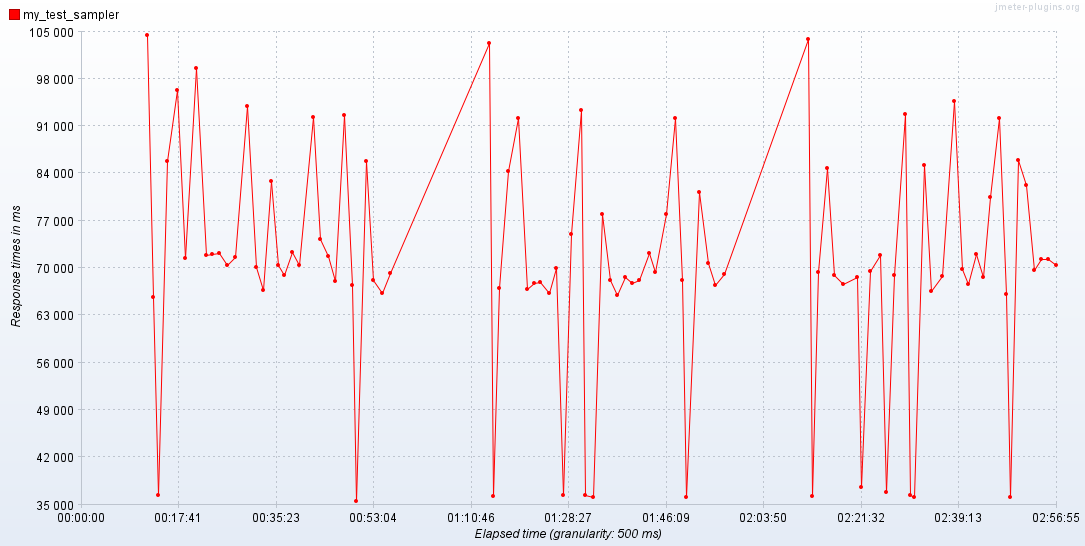 my_test_sampler
jmeter-plugins.org
105 000
98 000
91 000
84 000
77 000
70 000
63 000
56 000
49 000
42 000
35 000
Response times in ms
00:00:00 00:17:41 00:35:23 00:53:04 01:10:46 01:28:27 01:46:09 02:03:50 02:21:32 02:39:13 02:56:55
Elapsed time (granularity: 500 ms)